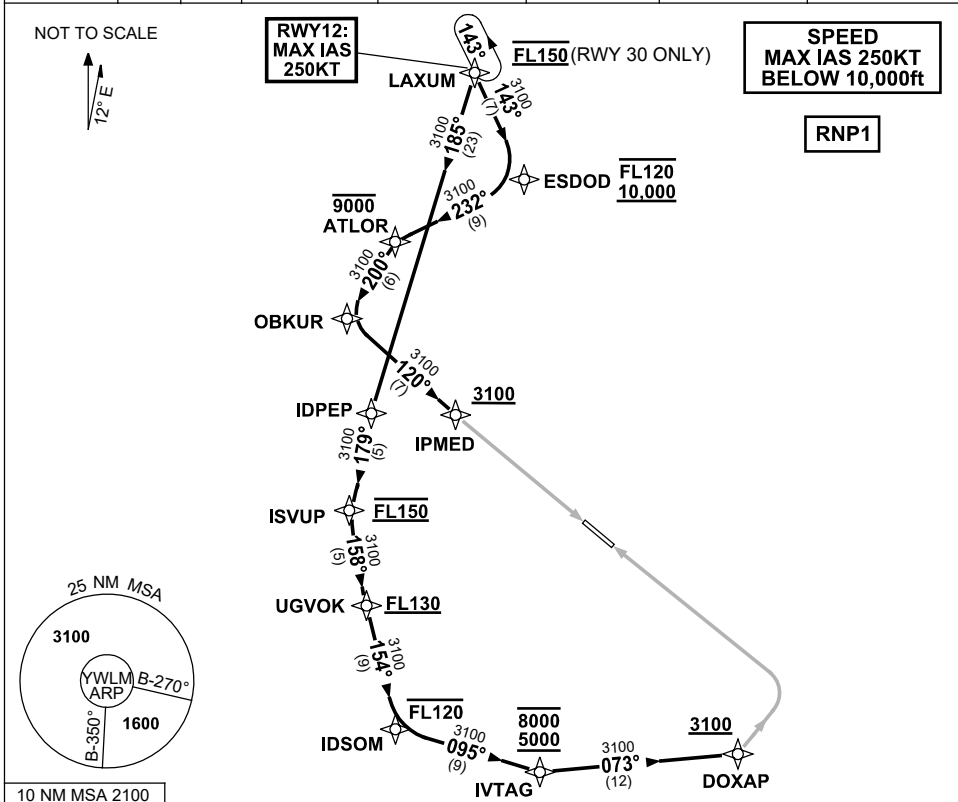 NOT TO SCALE
12° E
RWY12:
MAX IAS
250KT
143°
FL150 (RWY 30 ONLY)
LAXUM
SPEED
MAX IAS 250KT
BELOW 10,000ft
RNP1
3100
143°
(7)
3100
185°
(23)
ESDOD
FL120
10,000
3100
232°
(9)
9000
ATLOR
3100
200°
(6)
OBKUR
3100
120°
(7)
3100
IPMED
IDPEP
3100
179°
(5)
ISVUP
FL150
3100
158°
(5)
UGVOK
FL130
3100
154°
(9)
FL120
IDSOM
3100
095°
(9)
8000
5000
IVTAG
3100
073°
(12)
3100
DOXAP
25 NM MSA
3100
YWLM
ARP
B-270°
B-350°
1600
10 NM MSA 2100